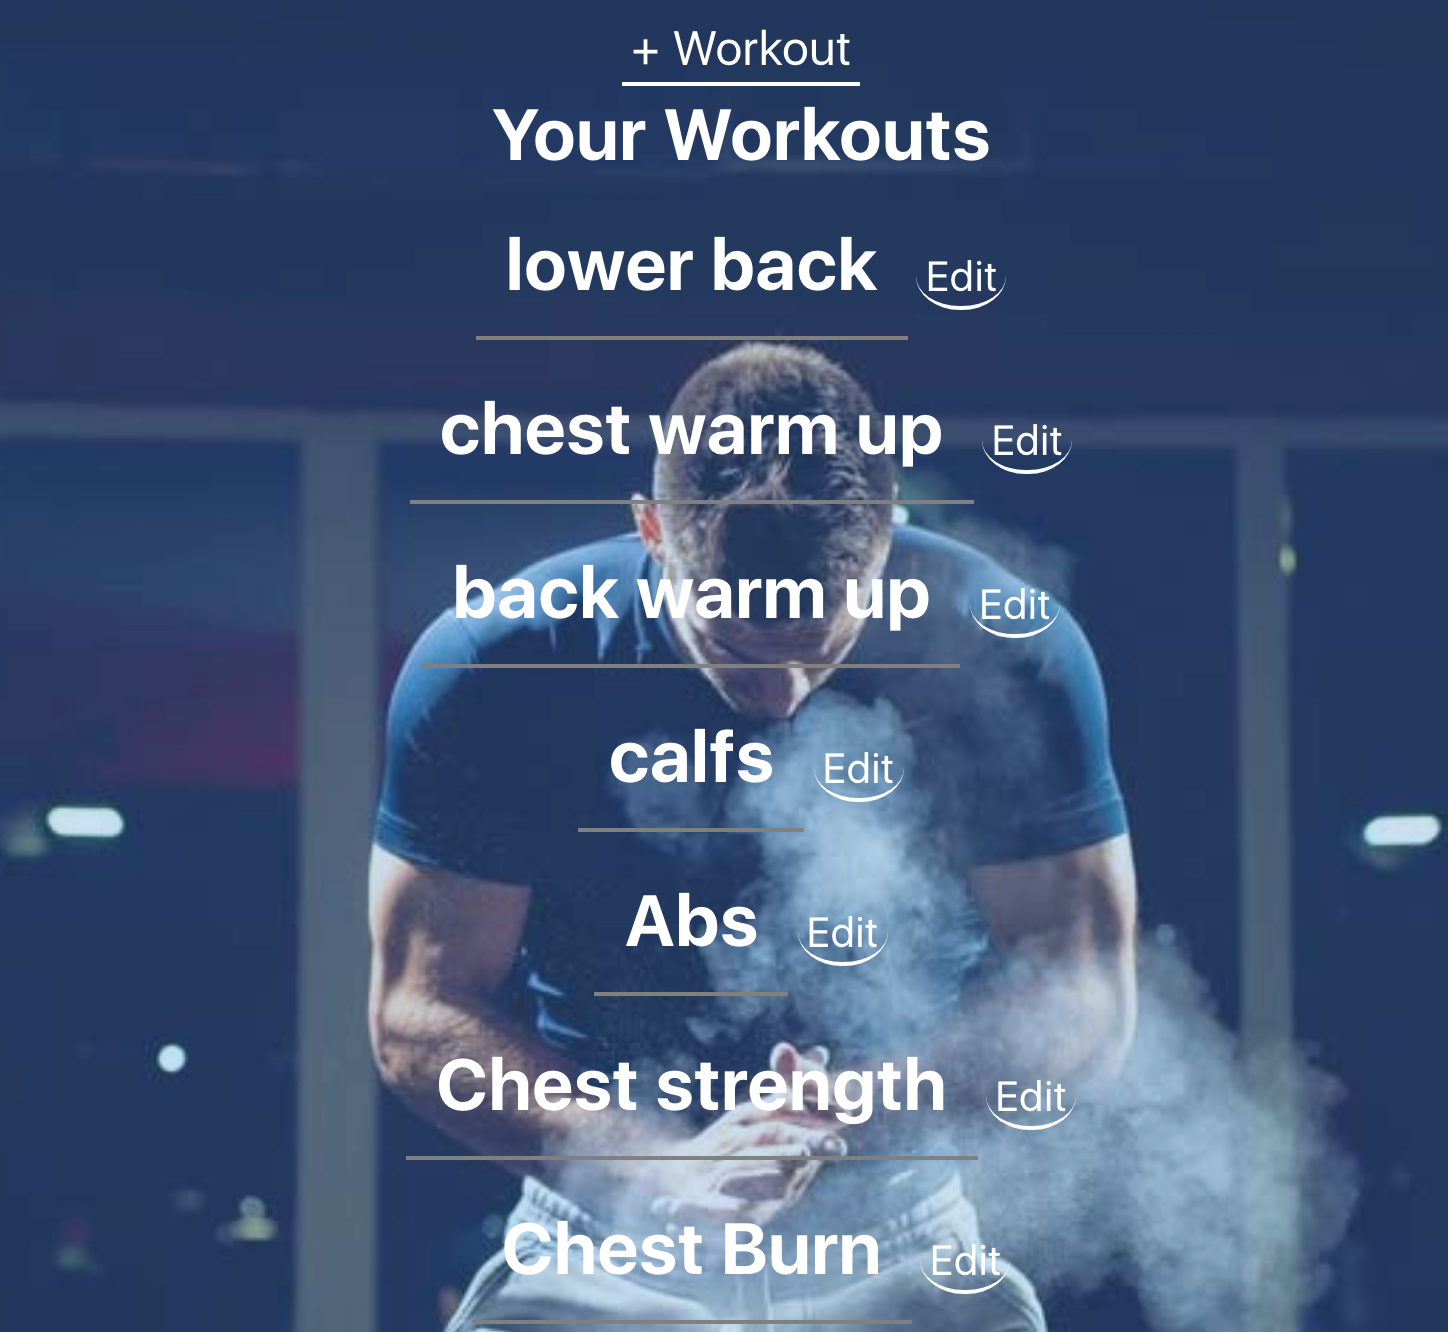 + Workout
Your Workouts
lower back Edit
chest warm up Edit
back warm up Edit
calfs Edit
Abs Edit
Chest strength Edit
Chest Burn Edit